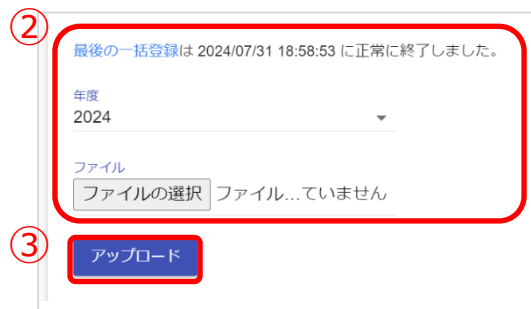 ②
最後の一括登録は 2024/07/31 18:58:53 に正常に終了しました。
年度
2024
ファイル
ファイルの選択 ファイル...ていません
③
アップロード